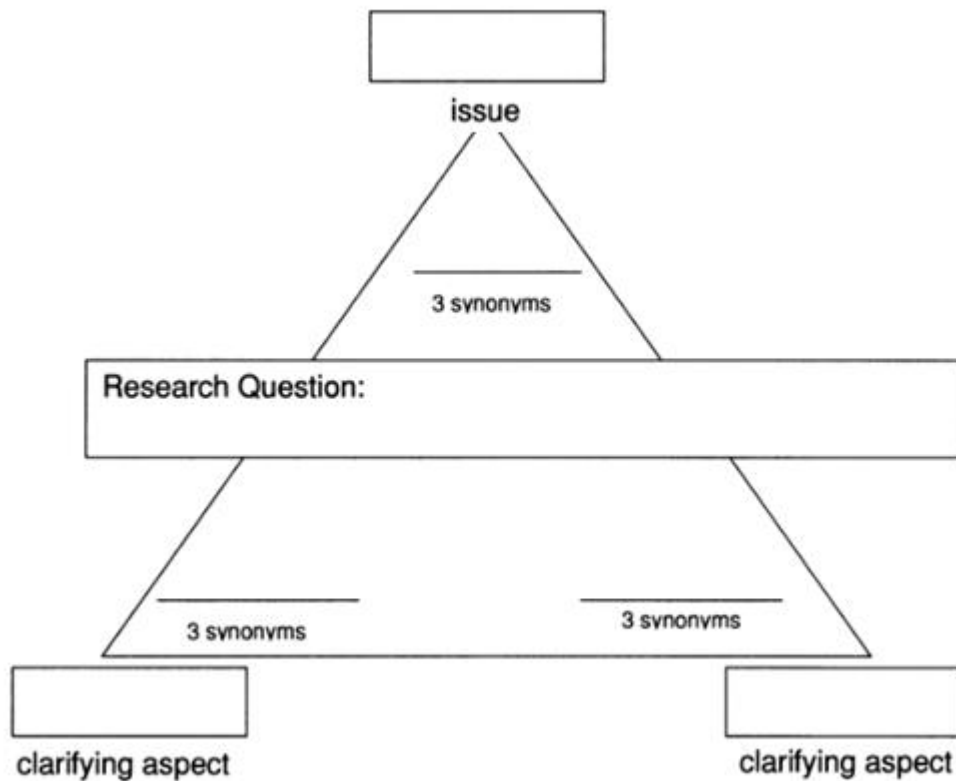 issue
3 synonyms
Research Question:
3 synonyms
3 synonyms
clarifying aspect
clarifying aspect